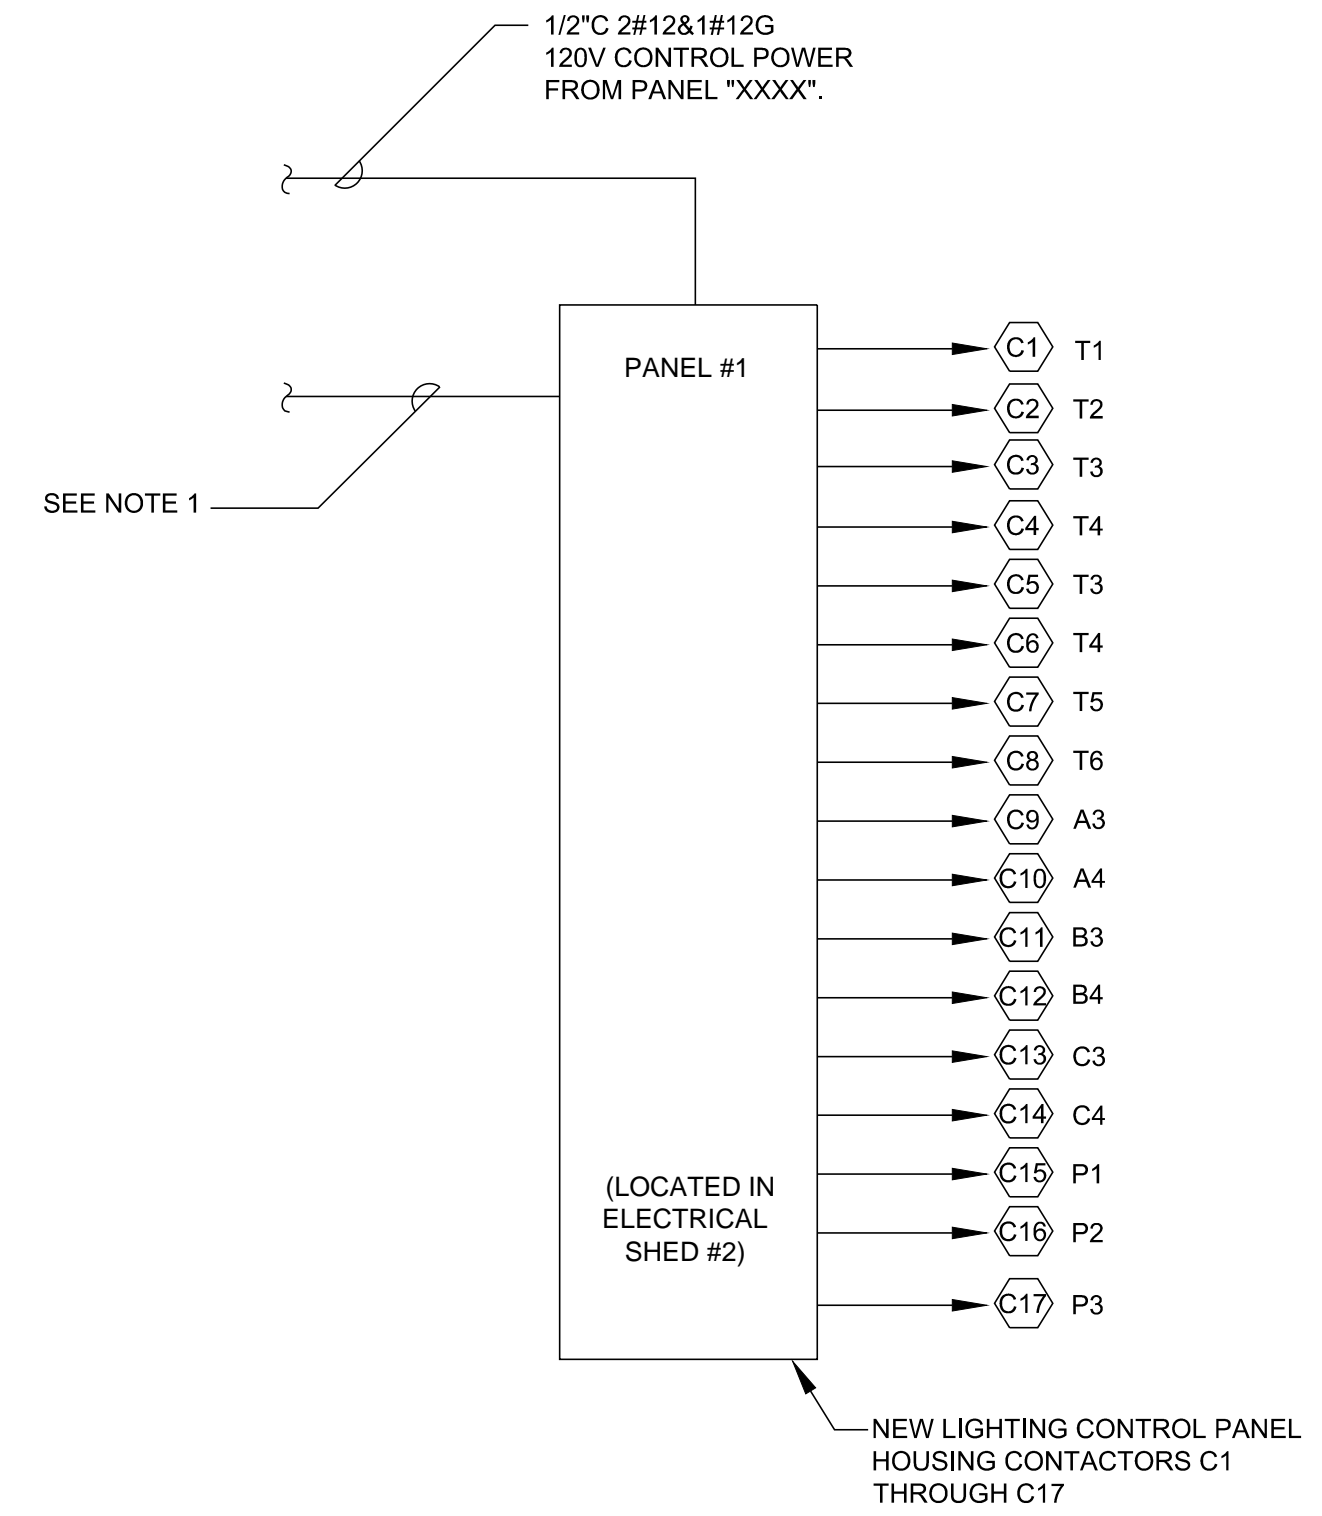 1/2"C 2#12&1#12G
120V CONTROL POWER
FROM PANEL "XXXX".
PANEL #1
SEE NOTE 1
C1 T1
C2 T2
C3 T3
C4 T4
C5 T3
C6 T4
C7 T5
C8 T6
C9 A3
C10 A4
C11 B3
C12 B4
C13 C3
C14 C4
C15 P1
C16 P2
C17 P3
(LOCATED IN
ELECTRICAL
SHED #2)
NEW LIGHTING CONTROL PANEL
HOUSING CONTACTORS C1
THROUGH C17